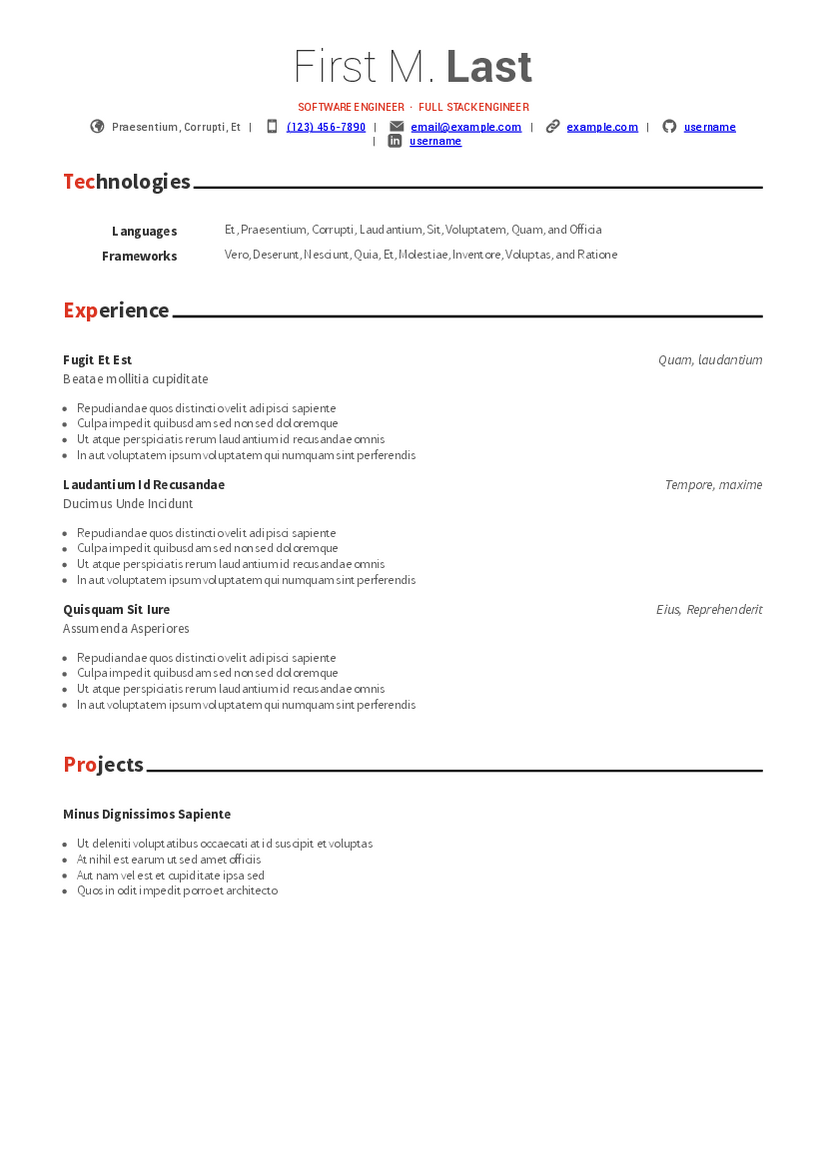 First M. Last
SOFTWARE ENGINEER · FULL STACK ENGINEER
Praesentium, Corrupti, Et | (123) 456-7890 | email@example.com | example.com | username
| username
Technologies
Languages Et, Praesentium, Corrupti, Laudantium, Sit, Voluptatem, Quam, and Officia
Frameworks Vero, Deserunt, Nesciunt, Quia, Et, Molestiae, Inventore, Voluptas, and Ratione
Experience
Fugit Et Est Quam, laudantium
Beatae mollitia cupiditate
• Repudiandae quos distinctio velit adipisci sapiente
• Culpa impedit quibusdam sed non sed doloremque
• Ut atque perspiciatis rerum laudantium id recusandae omnis
• In aut voluptatem ipsum voluptatem qui numquam sint perferendis
Laudantium Id Recusandae Tempore, maxime
Ducimus Unde Incidunt
• Repudiandae quos distinctio velit adipisci sapiente
• Culpa impedit quibusdam sed non sed doloremque
• Ut atque perspiciatis rerum laudantium id recusandae omnis
• In aut voluptatem ipsum voluptatem qui numquam sint perferendis
Quisquam Sit Iure Eius, Reprehenderit
Assumenda Asperiores
• Repudiandae quos distinctio velit adipisci sapiente
• Culpa impedit quibusdam sed non sed doloremque
• Ut atque perspiciatis rerum laudantium id recusandae omnis
• In aut voluptatem ipsum voluptatem qui numquam sint perferendis
Projects
Minus Dignissimos Sapiente
• Ut deleniti voluptatibus occaecati at id suscipit et voluptas
• At nihil est earum ut sed amet officiis
• Aut nam vel est et cupiditate ipsa sed
• Quos in odit impedit porro et architecto